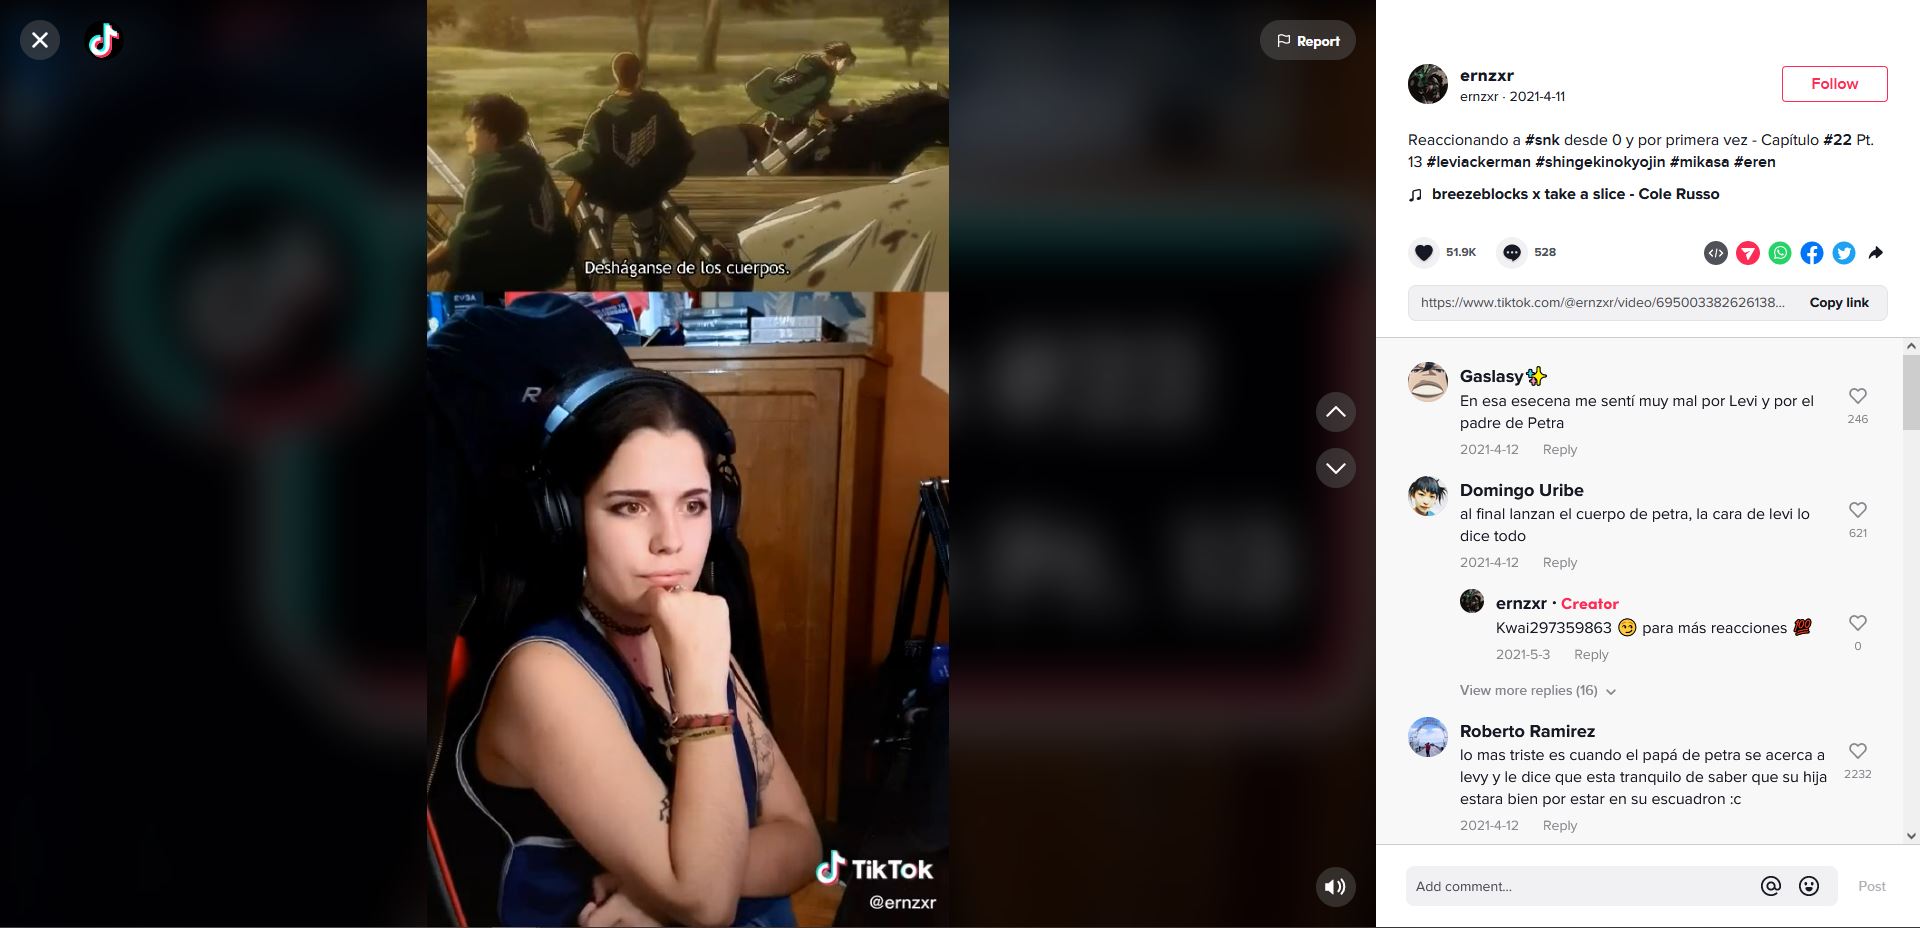 Report
Desháganse de los cuerpos.
EVGA
TikTok
@ernzxr
ernzxr
ernzxr · 2021-4-11
Follow
Reaccionando a #snk desde 0 y por primera vez - Capítulo #22 Pt.
13 #leviackerman #shingekinokyojin #mikasa #eren
breezeblocks x take a slice - Cole Russo
51.9K 528
https://www.tiktok.com/@ernzxr/video/695003382626138... Copy link
Gaslasy✨
En esa esecena me sentí muy mal por Levi y por el
padre de Petra
246
2021-4-12 Reply
Domingo Uribe
al final lanzan el cuerpo de petra, la cara de levi lo
dice todo
621
2021-4-12 Reply
ernzxr · Creator
Kwai297359863 😏 para más reacciones 💯
0
2021-5-3 Reply
View more replies (16)
Roberto Ramirez
lo mas triste es cuando el papá de petra se acerca a
levy y le dice que esta tranquilo de saber que su hija
estara bien por estar en su escuadron :c
2232
2021-4-12 Reply
Add comment...
Post